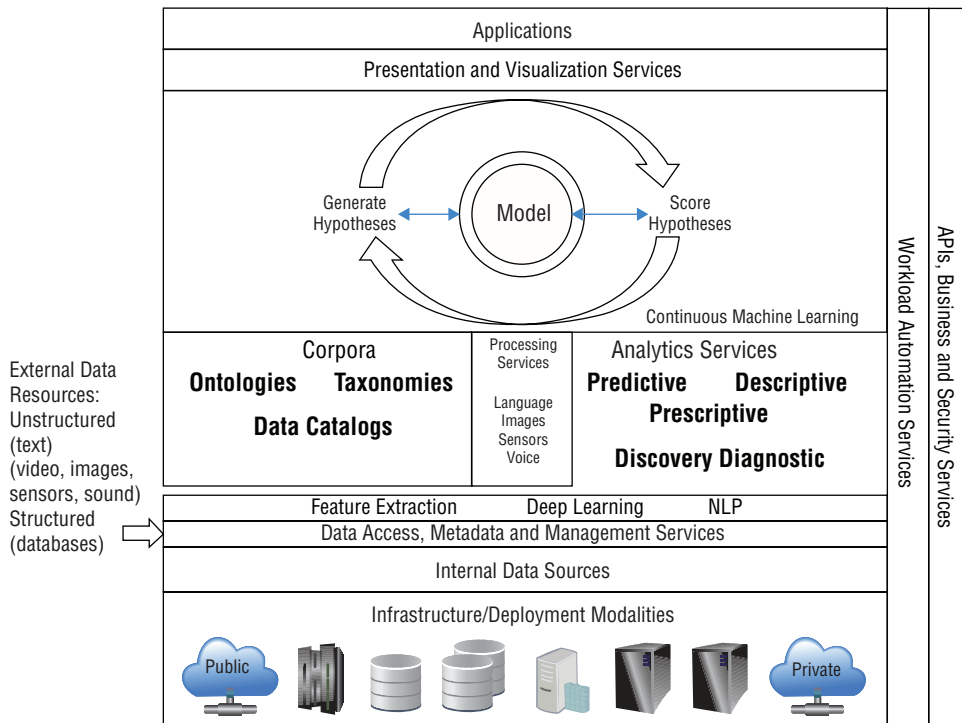 Applications
Presentation and Visualization Services
Generate
Hypotheses
Model
Score
Hypotheses
Continuous Machine Learning
Corpora
Ontologies Taxonomies
Data Catalogs
Processing
Services
Language
Images
Sensors
Voice
Analytics Services
Predictive Descriptive
Prescriptive
Discovery Diagnostic
External Data
Resources:
Unstructured
(text)
(video, images,
sensors, sound)
Structured
(databases)
Feature Extraction Deep Learning NLP
Data Access, Metadata and Management Services
Internal Data Sources
Infrastructure/Deployment Modalities
Public
Private
Workload Automation Services
APIs, Business and Security Services